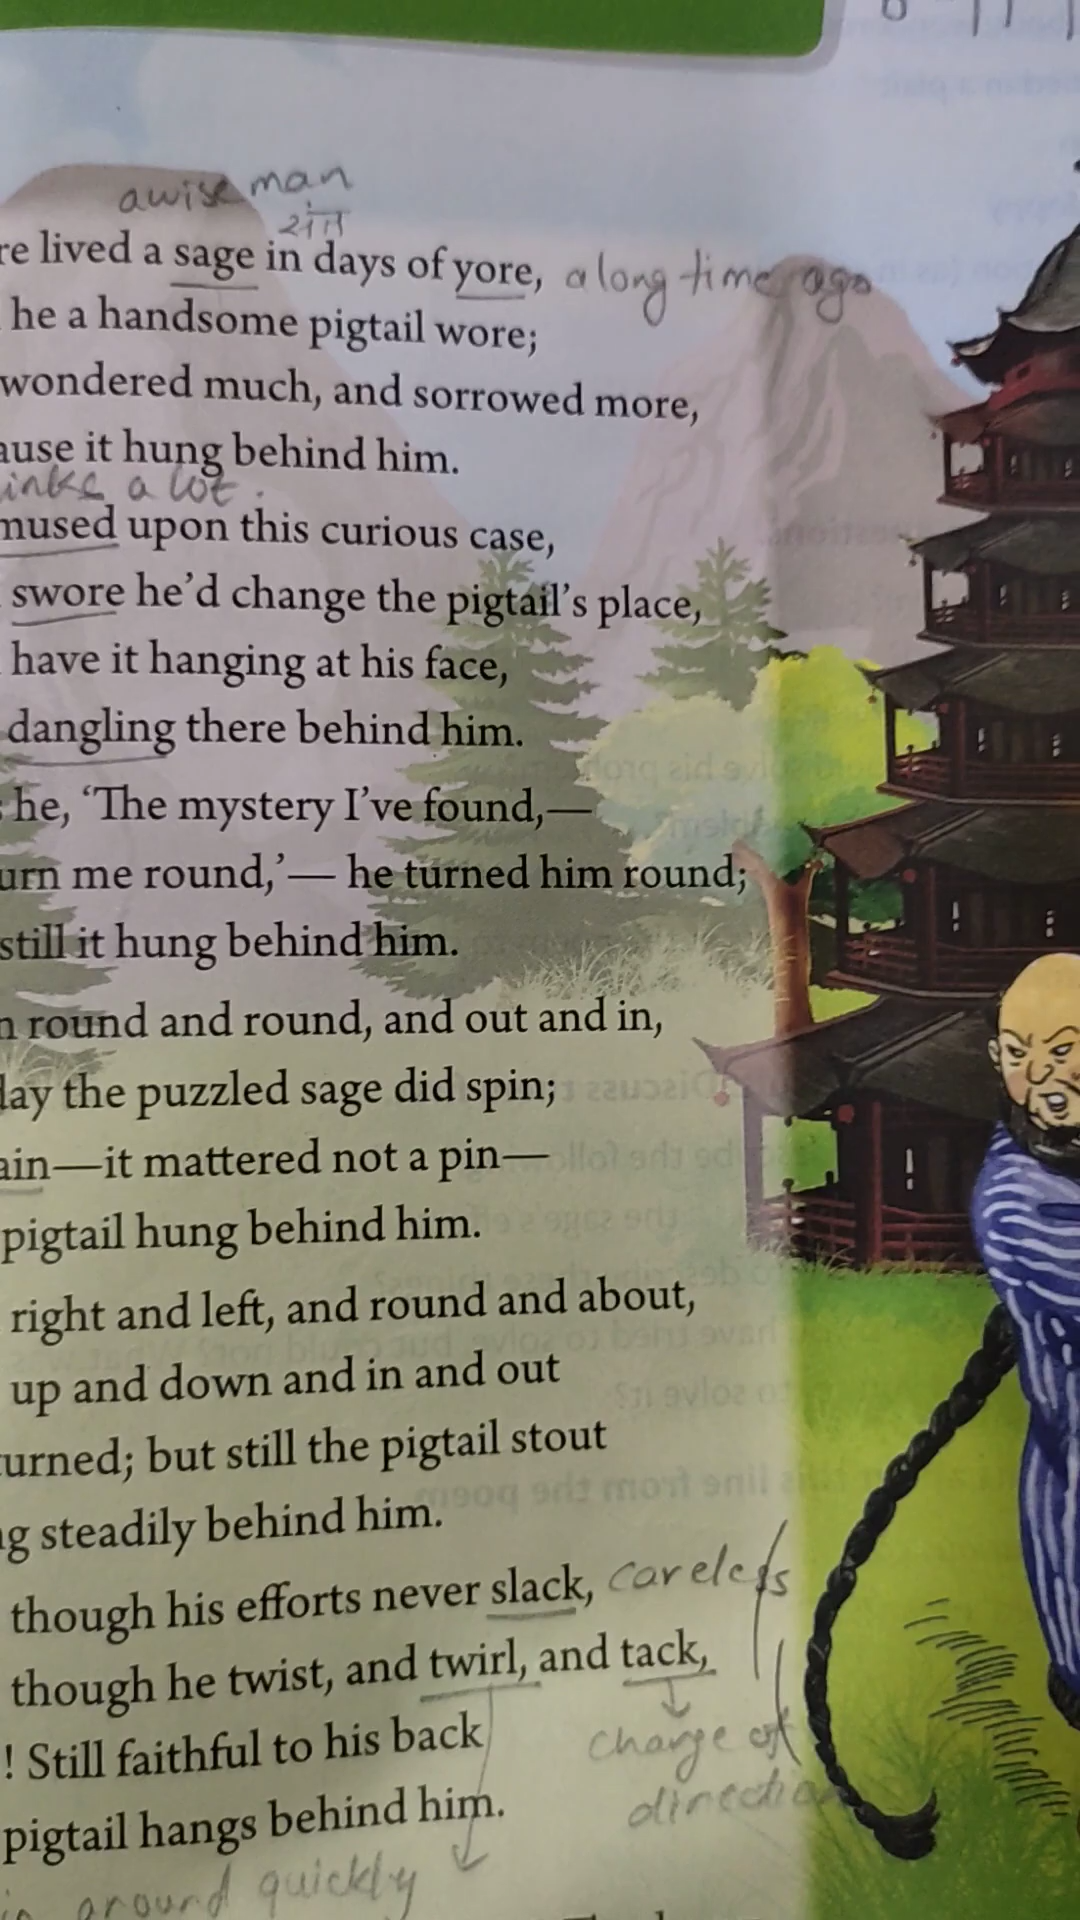 a wise man
re lived a sage in days of yore, a long time ago
he a handsome pigtail wore;
wondered much, and sorrowed more,
ause it hung behind him.
inks a lot.
mused upon this curious case,
swore he'd change the pigtail's place,
have it hanging at his face,
dangling there behind him.
he, 'The mystery I've found,—
urn me round,'— he turned him round;
still it hung behind him.
round and round, and out and in,
lay the puzzled sage did spin;
ain—it mattered not a pin—
pigtail hung behind him.
right and left, and round and about,
up and down and in and out
turned; but still the pigtail stout
g steadily behind him.
though his efforts never slack, careless
though he twist, and twirl, and tack,
change of
! Still faithful to his back
direction
pigtail hangs behind him.
in around quickly